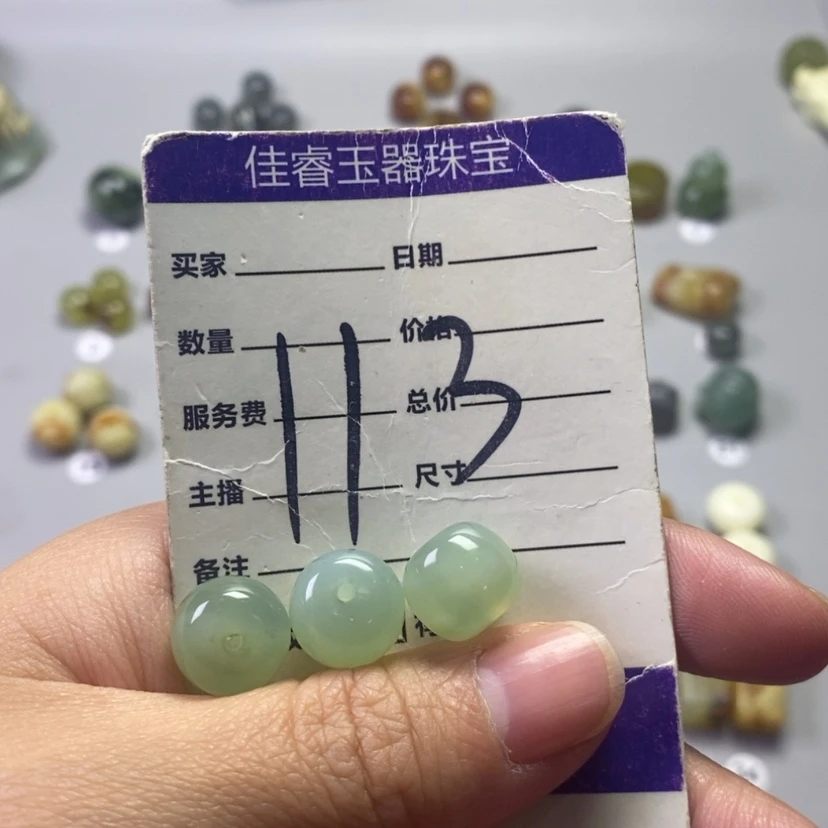 佳睿玉器珠宝
买家 日期
数量 价格
服务费 总价
113
主播 尺寸
备注